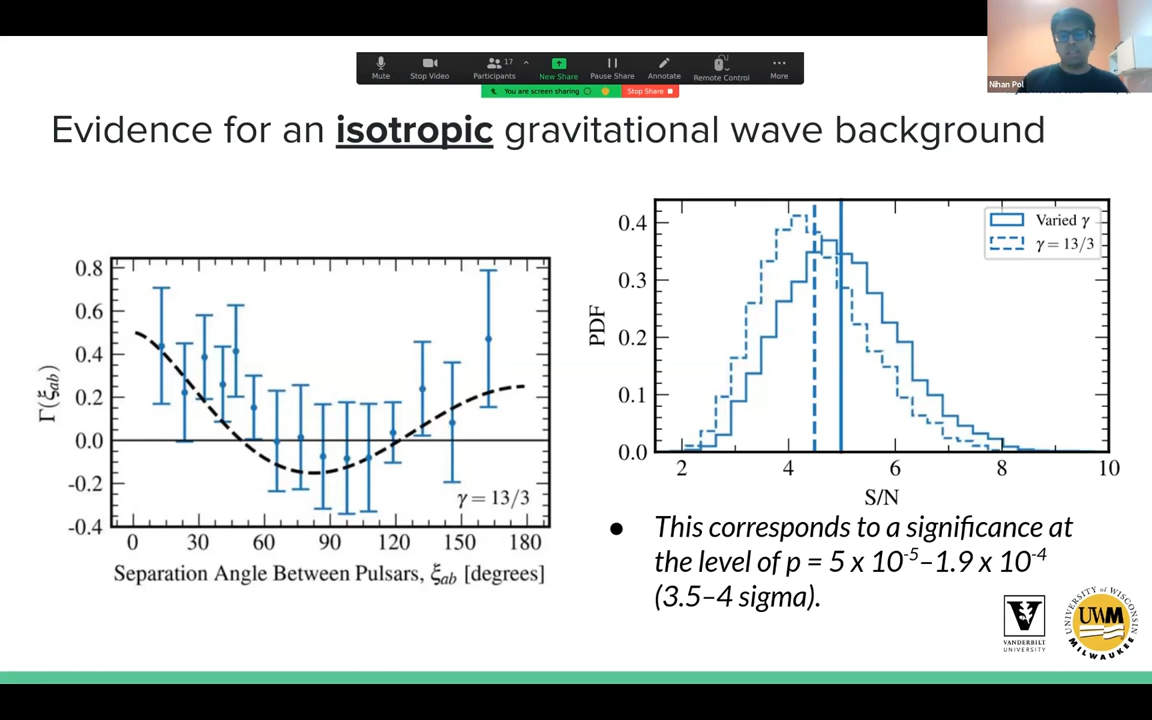 17
Mute
Stop Video
Participants
New Share
Pause Share
Annotate
Remote Control
More
You are screen sharing
Stop Share
Nihan Pol
Evidence for an isotropic gravitational wave background
0.8
0.6
0.4
0.2
0.0
-0.2
-0.4
Γ(ξab)
γ = 13/3
0 30 60 90 120 150 180
Separation Angle Between Pulsars, ξab [degrees]
0.4
0.3
0.2
0.1
0.0
PDF
Varied γ
γ = 13/3
2 4 6 8 10
S/N
● This corresponds to a significance at
the level of p = 5 x 10-5–1.9 x 10-4
(3.5–4 sigma).
VANDERBILT
UNIVERSITY
UNIVERSITY of WISCONSIN
UWM
MILWAUKEE